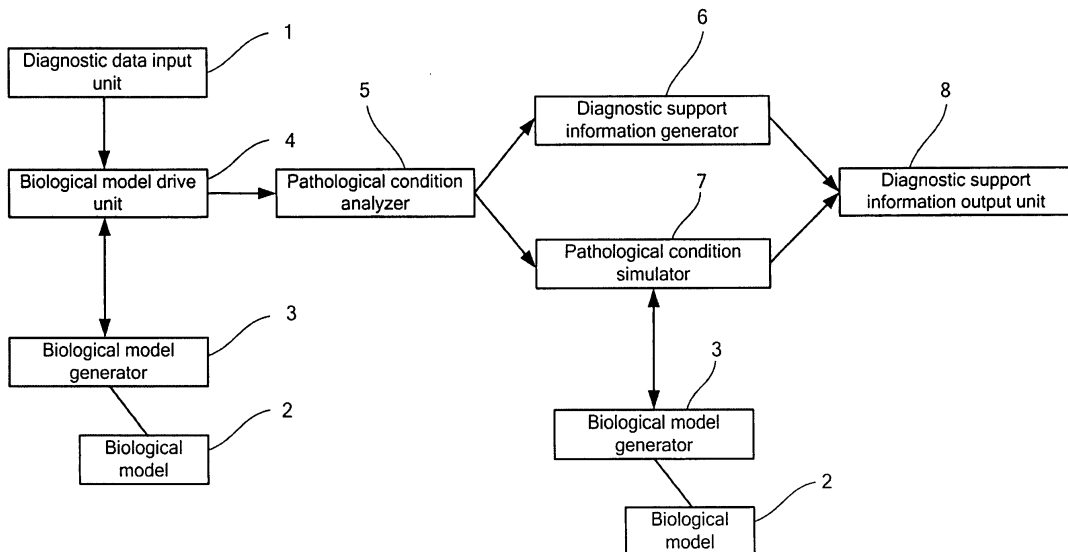 1
Diagnostic data input
unit
4
Biological model drive
unit
5
Pathological condition
analyzer
6
Diagnostic support
information generator
7
Pathological condition
simulator
8
Diagnostic support
information output unit
3
Biological model
generator
2
Biological
model
3
Biological model
generator
2
Biological
model